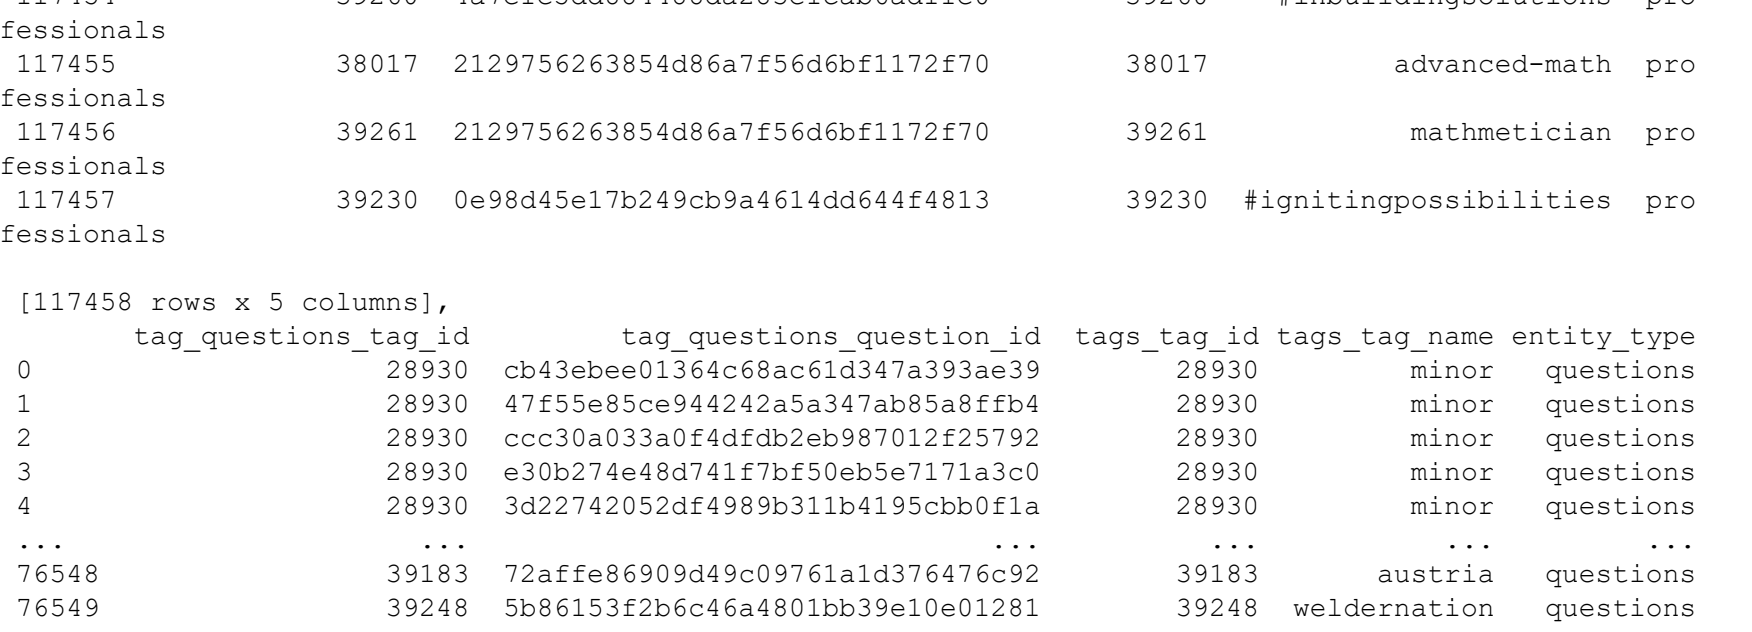 fessionals
117455 38017 2129756263854d86a7f56d6bf1172f70 38017 advanced-math pro
fessionals
117456 39261 2129756263854d86a7f56d6bf1172f70 39261 mathmetician pro
fessionals
117457 39230 0e98d45e17b249cb9a4614dd644f4813 39230 #ignitingpossibilities pro
fessionals
[117458 rows x 5 columns],
tag_questions_tag_id tag_questions_question_id tags_tag_id tags_tag_name entity_type
0 28930 cb43ebee01364c68ac61d347a393ae39 28930 minor questions
1 28930 47f55e85ce944242a5a347ab85a8ffb4 28930 minor questions
2 28930 ccc30a033a0f4dfdb2eb987012f25792 28930 minor questions
3 28930 e30b274e48d741f7bf50eb5e7171a3c0 28930 minor questions
4 28930 3d22742052df4989b311b4195cbb0f1a 28930 minor questions
... ... ... ... ... ...
76548 39183 72affe86909d49c09761a1d376476c92 39183 austria questions
76549 39248 5b86153f2b6c46a4801bb39e10e01281 39248 weldernation questions